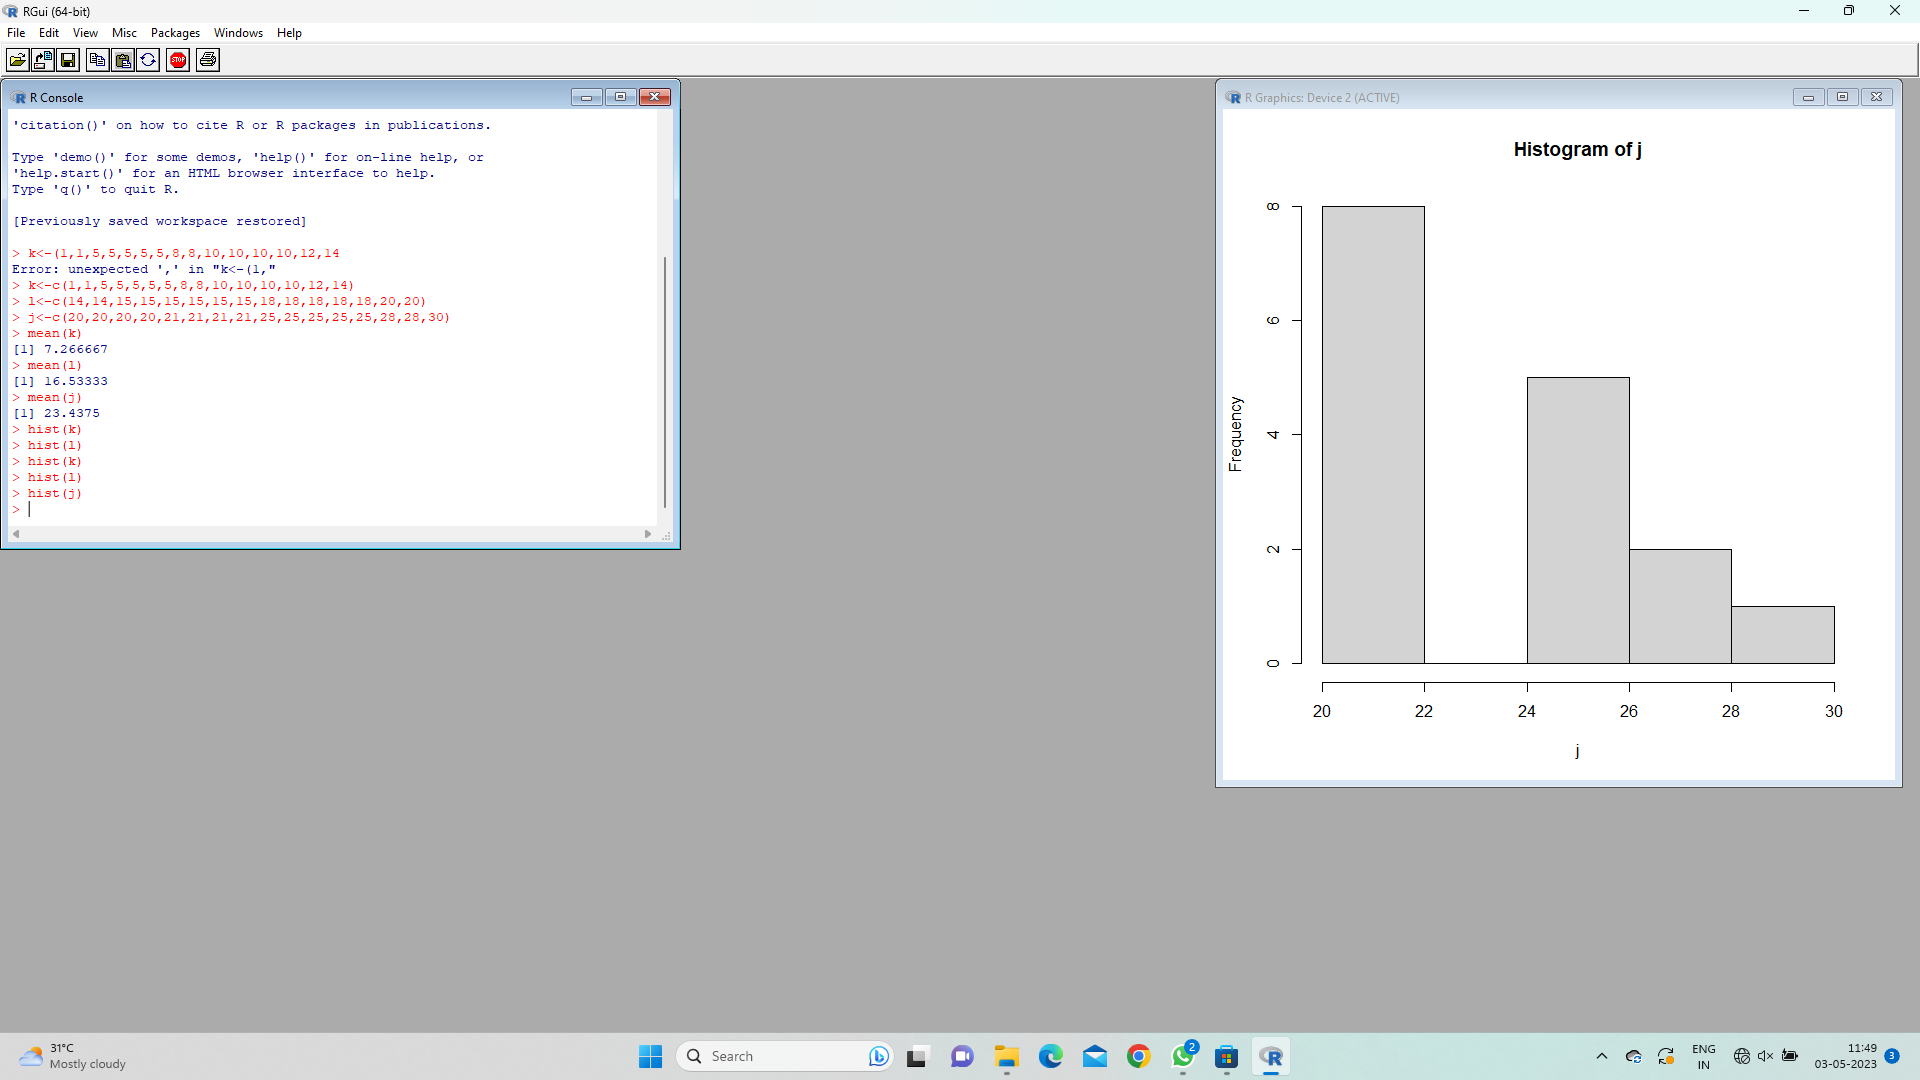 RGui (64-bit)
File Edit View Misc Packages Windows Help
STOP
R Console
'citation()' on how to cite R or R packages in publications.
Type 'demo()' for some demos, 'help()' for on-line help, or
'help.start()' for an HTML browser interface to help.
Type 'q()' to quit R.
[Previously saved workspace restored]
> k<-(1,1,5,5,5,5,5,8,8,10,10,10,10,12,14
Error: unexpected ',' in "k<-(1,"
> k<-c(1,1,5,5,5,5,5,8,8,10,10,10,10,12,14)
> l<-c(14,14,15,15,15,15,15,15,18,18,18,18,18,20,20)
> j<-c(20,20,20,20,21,21,21,21,25,25,25,25,25,28,28,30)
> mean(k)
[1] 7.266667
> mean(l)
[1] 16.53333
> mean(j)
[1] 23.4375
> hist(k)
> hist(l)
> hist(k)
> hist(l)
> hist(j)
>
R Graphics: Device 2 (ACTIVE)
Histogram of j
Frequency
8
6
4
2
0
20 22 24 26 28 30
j
31°C
Mostly cloudy
Search
2
ENG
IN
11:49
03-05-2023
3